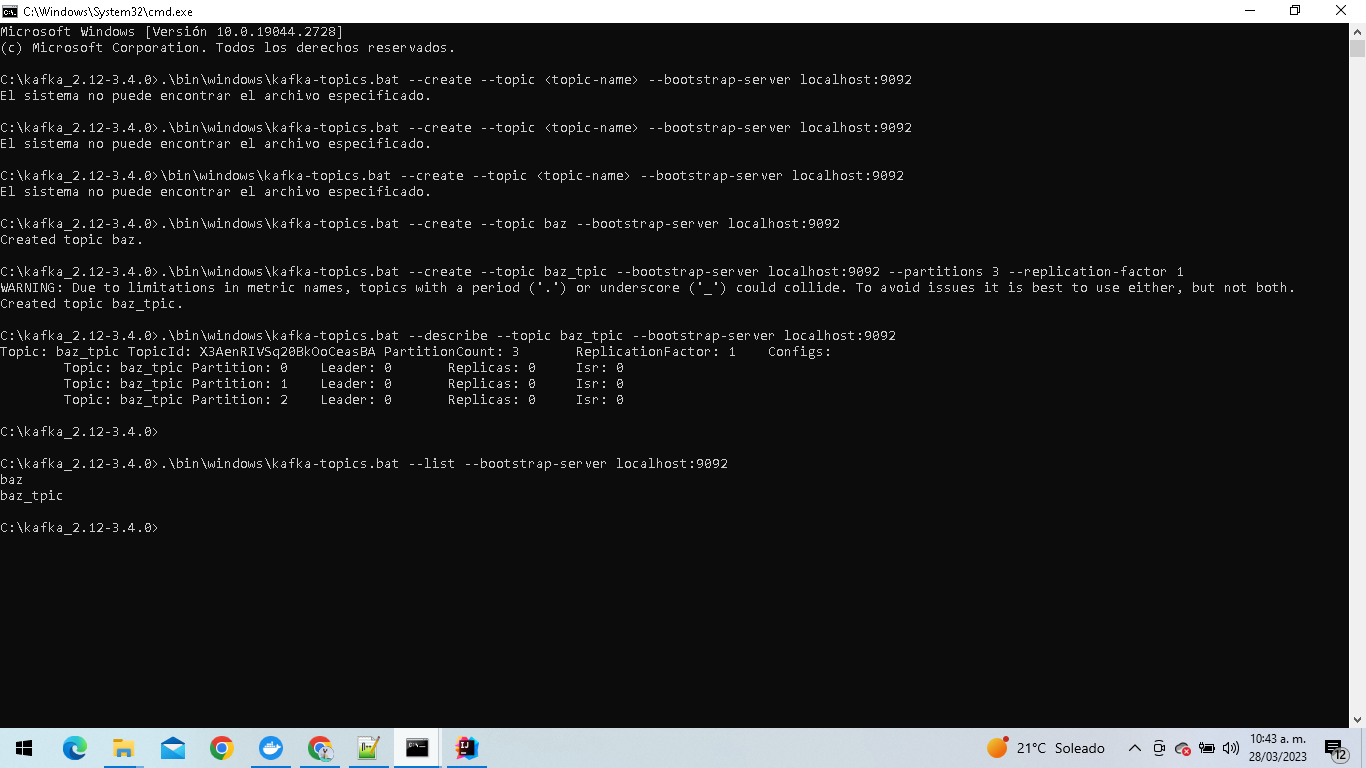 C:\Windows\System32\cmd.exe
Microsoft Windows [Versión 10.0.19044.2728]
(c) Microsoft Corporation. Todos los derechos reservados.
C:\kafka_2.12-3.4.0>.\bin\windows\kafka-topics.bat --create --topic <topic-name> --bootstrap-server localhost:9092
El sistema no puede encontrar el archivo especificado.
C:\kafka_2.12-3.4.0>.\bin\windows\kafka-topics.bat --create --topic <topic-name> --bootstrap-server localhost:9092
El sistema no puede encontrar el archivo especificado.
C:\kafka_2.12-3.4.0>\bin\windows\kafka-topics.bat --create --topic <topic-name> --bootstrap-server localhost:9092
El sistema no puede encontrar el archivo especificado.
C:\kafka_2.12-3.4.0>.\bin\windows\kafka-topics.bat --create --topic baz --bootstrap-server localhost:9092
Created topic baz.
C:\kafka_2.12-3.4.0>.\bin\windows\kafka-topics.bat --create --topic baz_tpic --bootstrap-server localhost:9092 --partitions 3 --replication-factor 1
WARNING: Due to limitations in metric names, topics with a period ('.') or underscore ('_') could collide. To avoid issues it is best to use either, but not both.
Created topic baz_tpic.
C:\kafka_2.12-3.4.0>.\bin\windows\kafka-topics.bat --describe --topic baz_tpic --bootstrap-server localhost:9092
Topic: baz_tpic TopicId: X3AenRIVSq20BkOoCeasBA PartitionCount: 3 ReplicationFactor: 1 Configs:
Topic: baz_tpic Partition: 0 Leader: 0 Replicas: 0 Isr: 0
Topic: baz_tpic Partition: 1 Leader: 0 Replicas: 0 Isr: 0
Topic: baz_tpic Partition: 2 Leader: 0 Replicas: 0 Isr: 0
C:\kafka_2.12-3.4.0>
C:\kafka_2.12-3.4.0>.\bin\windows\kafka-topics.bat --list --bootstrap-server localhost:9092
baz
baz_tpic
C:\kafka_2.12-3.4.0>
21°C Soleado
10:43 a. m.
28/03/2023
12